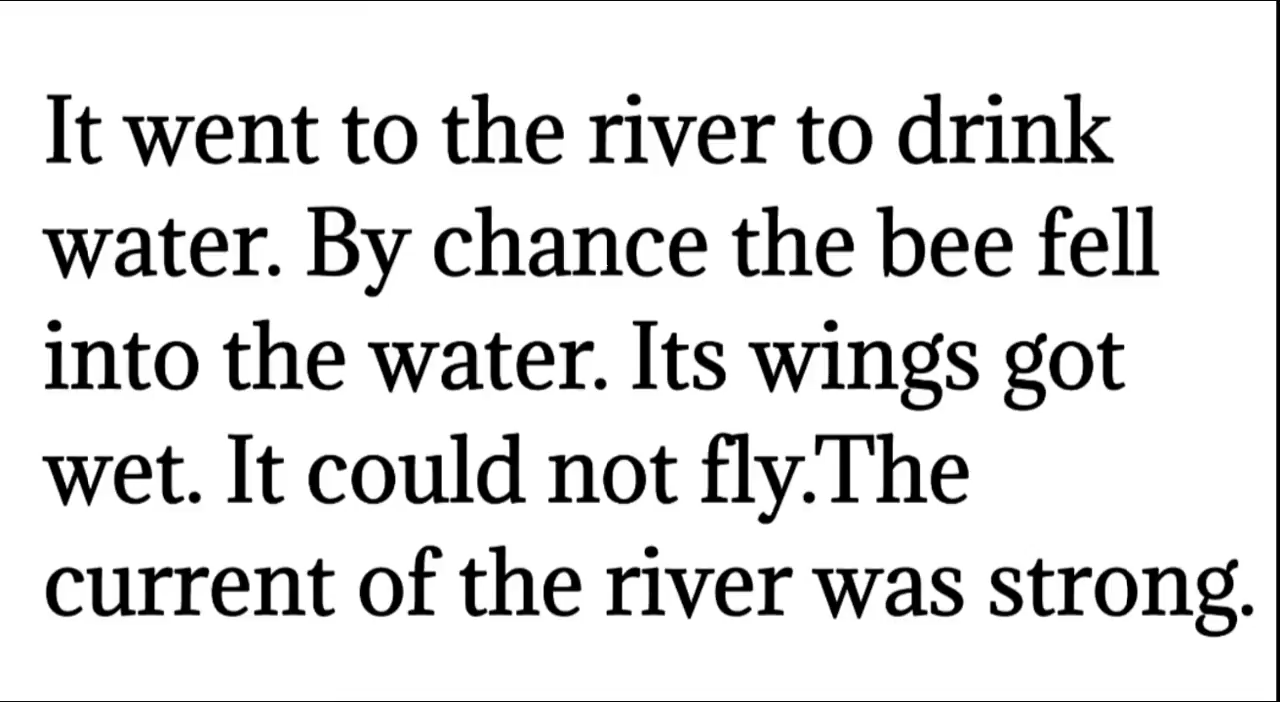 It went to the river to drink
water. By chance the bee fell
into the water. Its wings got
wet. It could not fly.The
current of the river was strong.